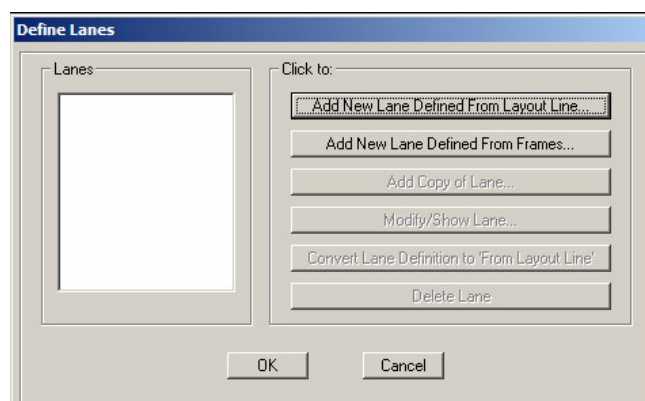 Define Lanes
Lanes
Click to:
Add New Lane Defined From Layout Line...
Add New Lane Defined From Frames...
Add Copy of Lane...
Modify/Show Lane...
Convert Lane Definition to 'From Layout Line'
Delete Lane
OK
Cancel